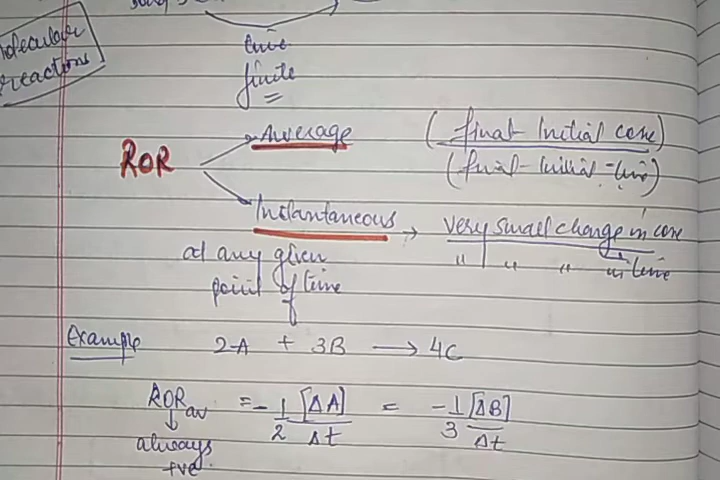 time
finite
molecular
reactions
Average (final - Initial conc)
ROR (final - Initial time)
Instantaneous → very small change in conc
at any given " " " in time
point of time
Example 2A + 3B → 4C
ROR av = -1/2 [ΔA]/Δt = -1/3 [ΔB]/Δt
↓
always
+ve